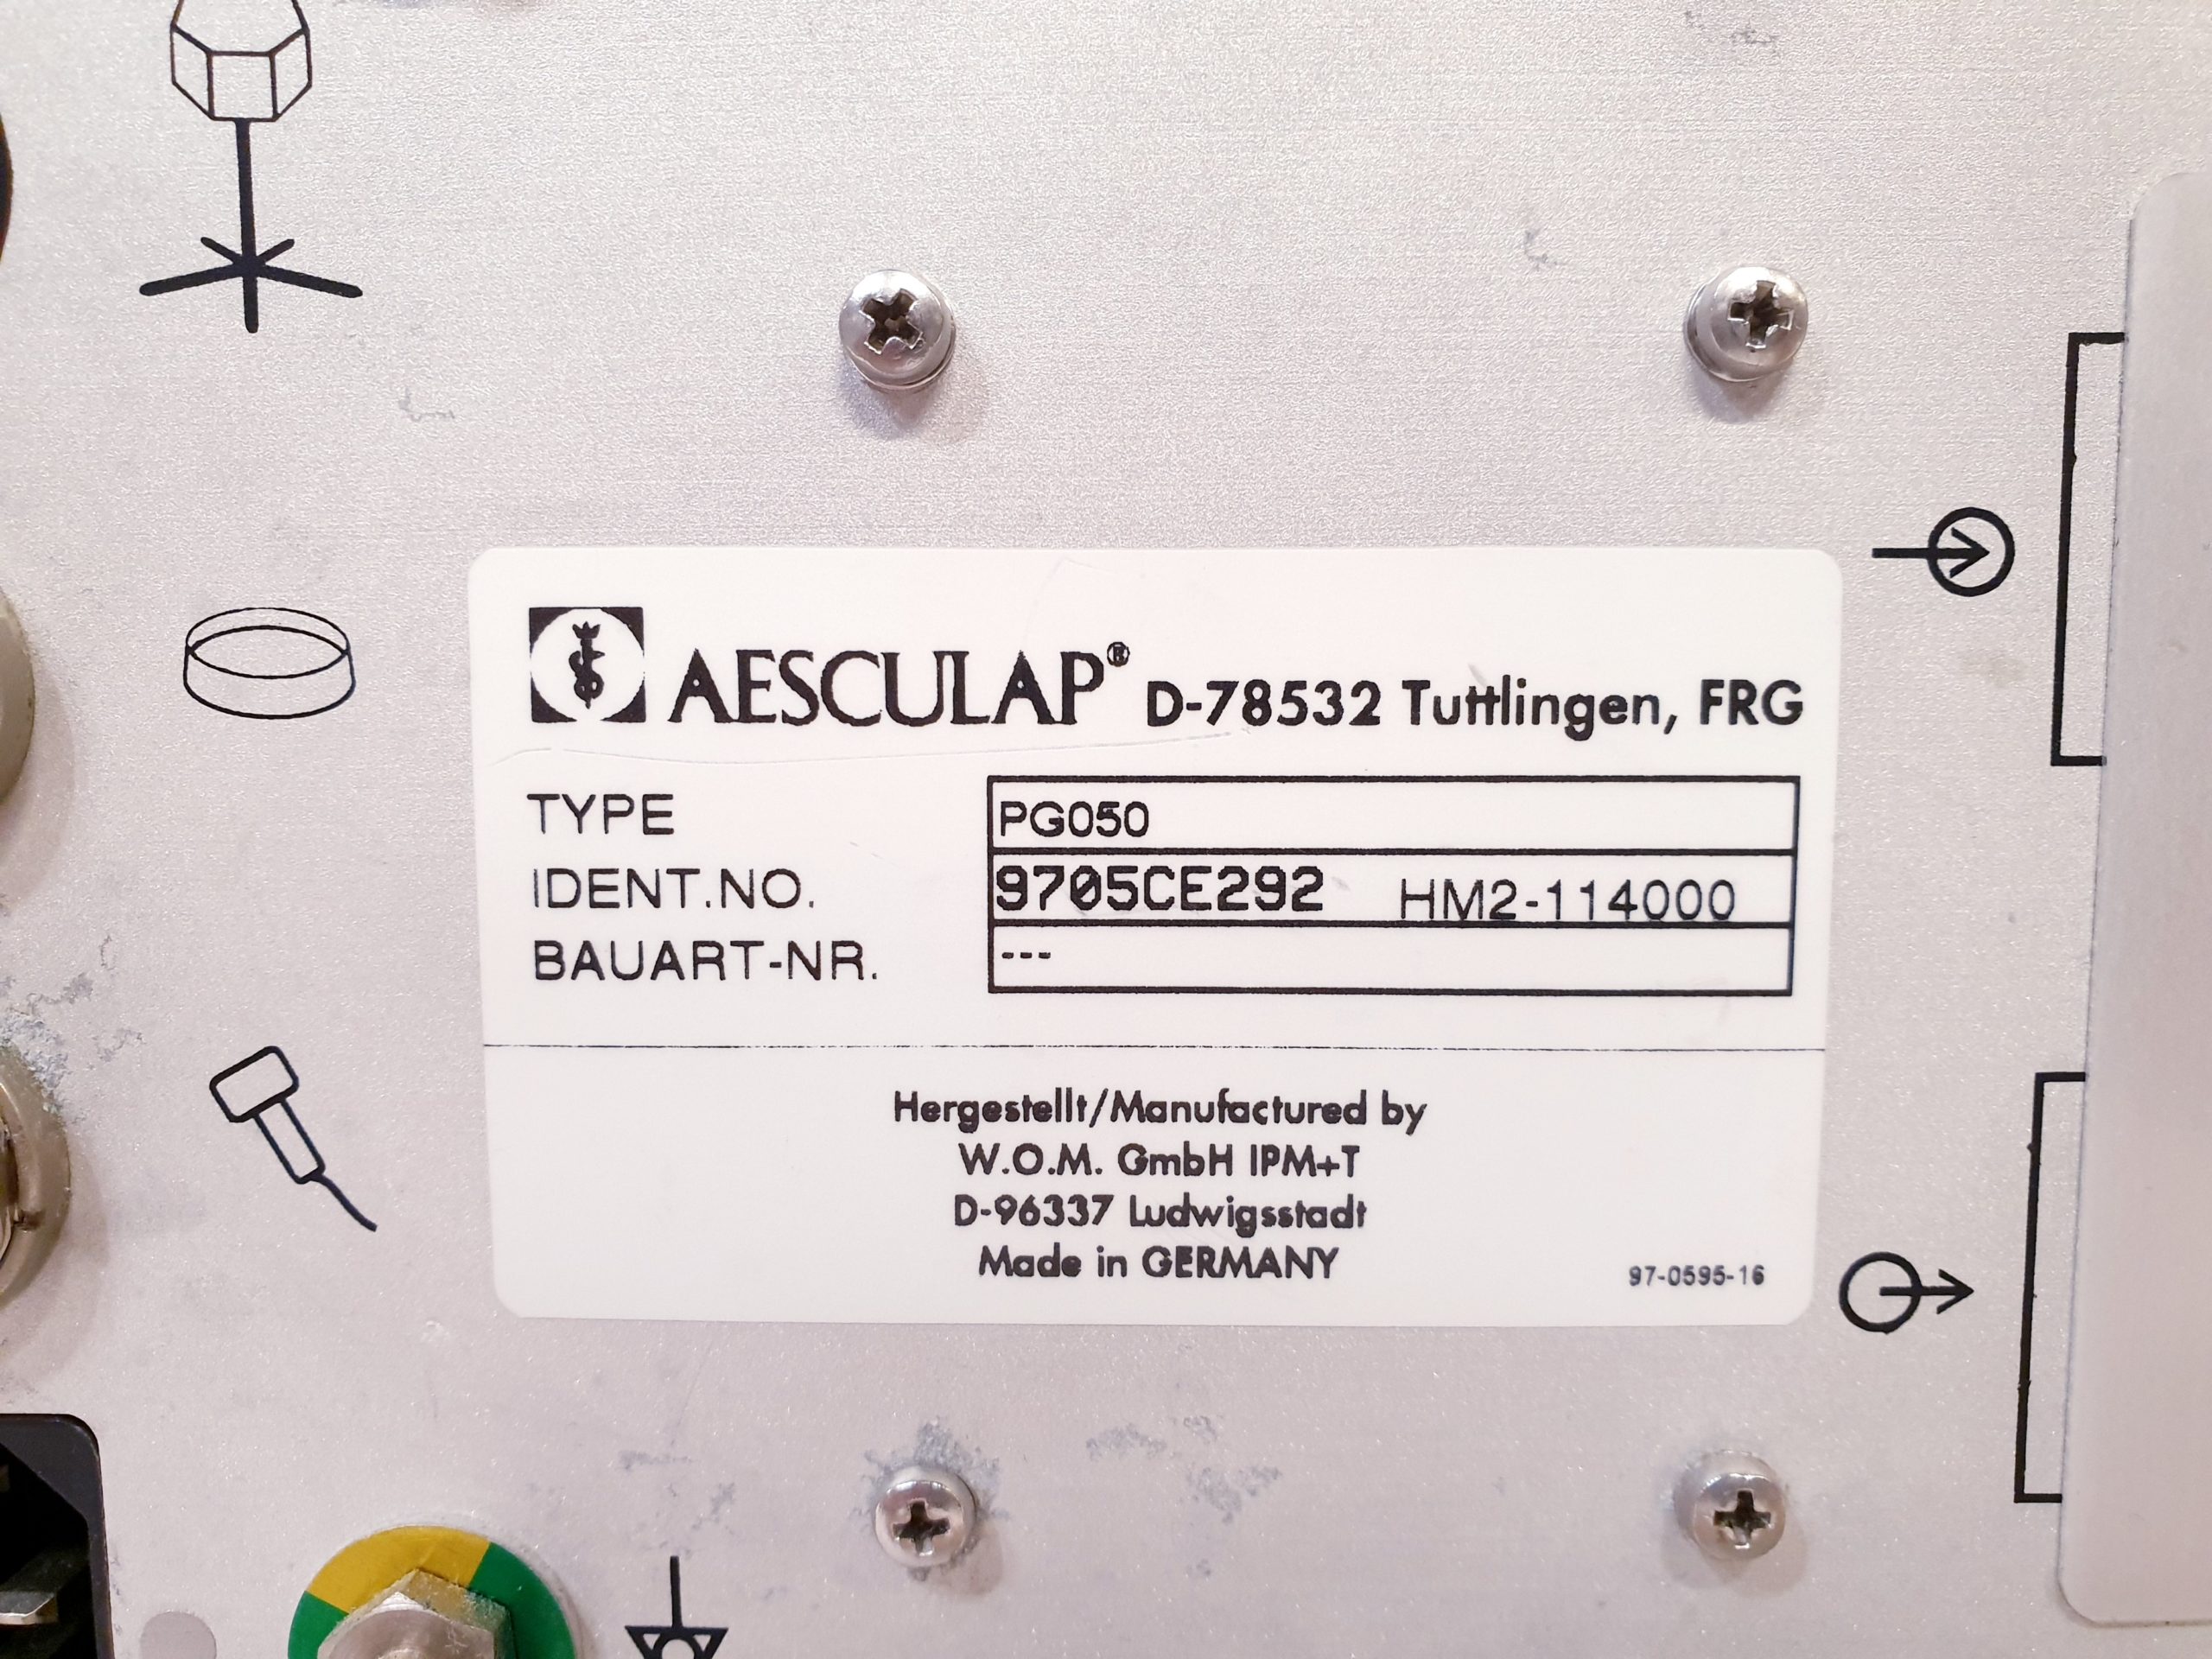 AESCULAP® D-78532 Tuttlingen, FRG
TYPE PG050
IDENT.NO. 9705CE292 HM2-114000
BAUART-NR. ---
Hergestellt/Manufactured by
W.O.M. GmbH IPM+T
D-96337 Ludwigsstadt
Made in GERMANY
97-0595-16